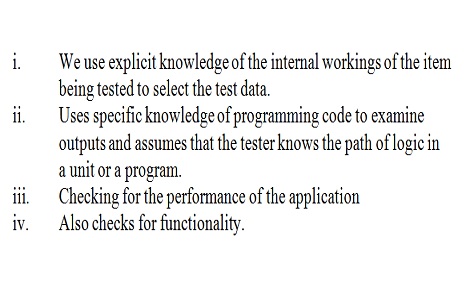 i. We use explicit knowledge of the internal workings of the item
being tested to select the test data.
ii. Uses specific knowledge of programming code to examine
outputs and assumes that the tester knows the path of logic in
a unit or a program.
iii. Checking for the performance of the application
iv. Also checks for functionality.